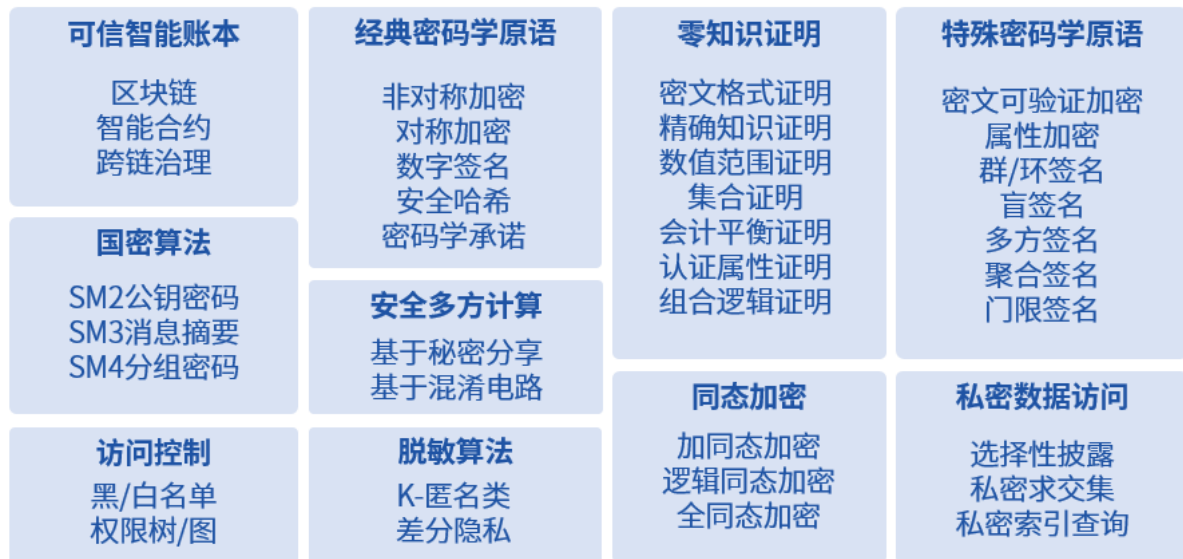 可信智能账本
区块链
智能合约
跨链治理
国密算法
SM2公钥密码
SM3消息摘要
SM4分组密码
访问控制
黑/白名单
权限树/图
经典密码学原语
非对称加密
对称加密
数字签名
安全哈希
密码学承诺
安全多方计算
基于秘密分享
基于混淆电路
脱敏算法
K-匿名类
差分隐私
零知识证明
密文格式证明
精确知识证明
数值范围证明
集合证明
会计平衡证明
认证属性证明
组合逻辑证明
同态加密
加同态加密
逻辑同态加密
全同态加密
特殊密码学原语
密文可验证加密
属性加密
群/环签名
盲签名
多方签名
聚合签名
门限签名
私密数据访问
选择性披露
私密求交集
私密索引查询